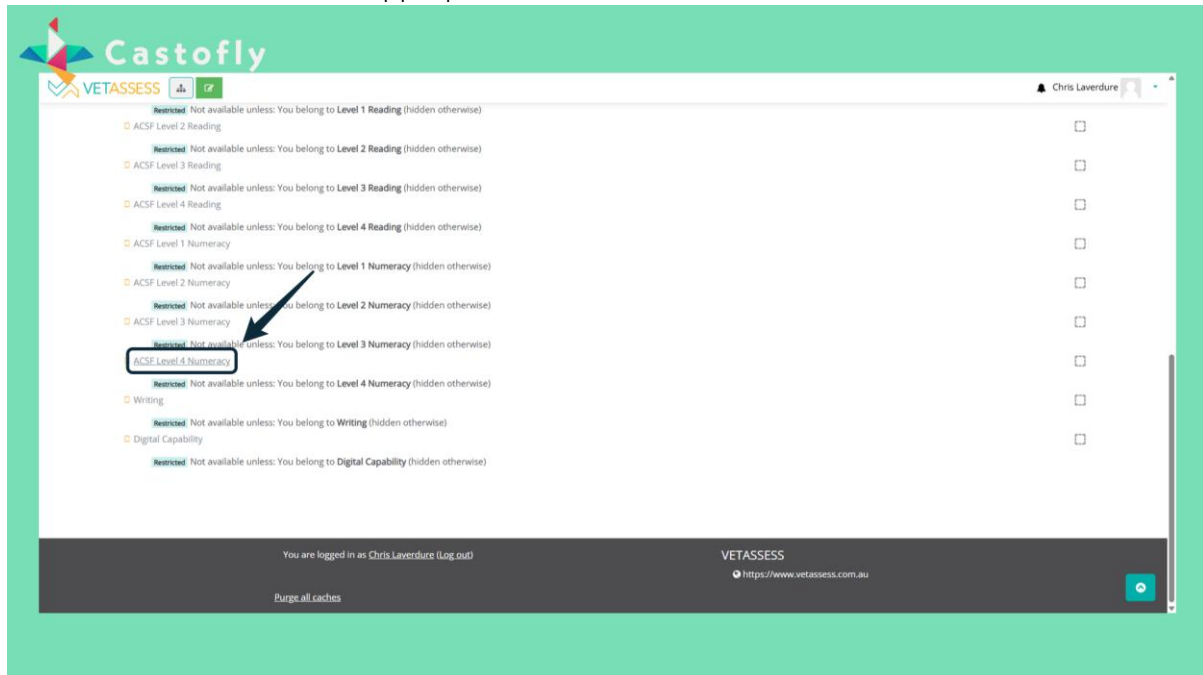 Castofly
VETASSESS
Chris Laverdure
Restricted Not available unless: You belong to Level 1 Reading (hidden otherwise)
ACSF Level 2 Reading
Restricted Not available unless: You belong to Level 2 Reading (hidden otherwise)
ACSF Level 3 Reading
Restricted Not available unless: You belong to Level 3 Reading (hidden otherwise)
ACSF Level 4 Reading
Restricted Not available unless: You belong to Level 4 Reading (hidden otherwise)
ACSF Level 1 Numeracy
Restricted Not available unless: You belong to Level 1 Numeracy (hidden otherwise)
ACSF Level 2 Numeracy
Restricted Not available unless: You belong to Level 2 Numeracy (hidden otherwise)
ACSF Level 3 Numeracy
Restricted Not available unless: You belong to Level 3 Numeracy (hidden otherwise)
ACSF Level 4 Numeracy
Restricted Not available unless: You belong to Level 4 Numeracy (hidden otherwise)
Writing
Restricted Not available unless: You belong to Writing (hidden otherwise)
Digital Capability
Restricted Not available unless: You belong to Digital Capability (hidden otherwise)
You are logged in as Chris Laverdure (Log out)
VETASSESS
https://www.vetassess.com.au
Purge all caches